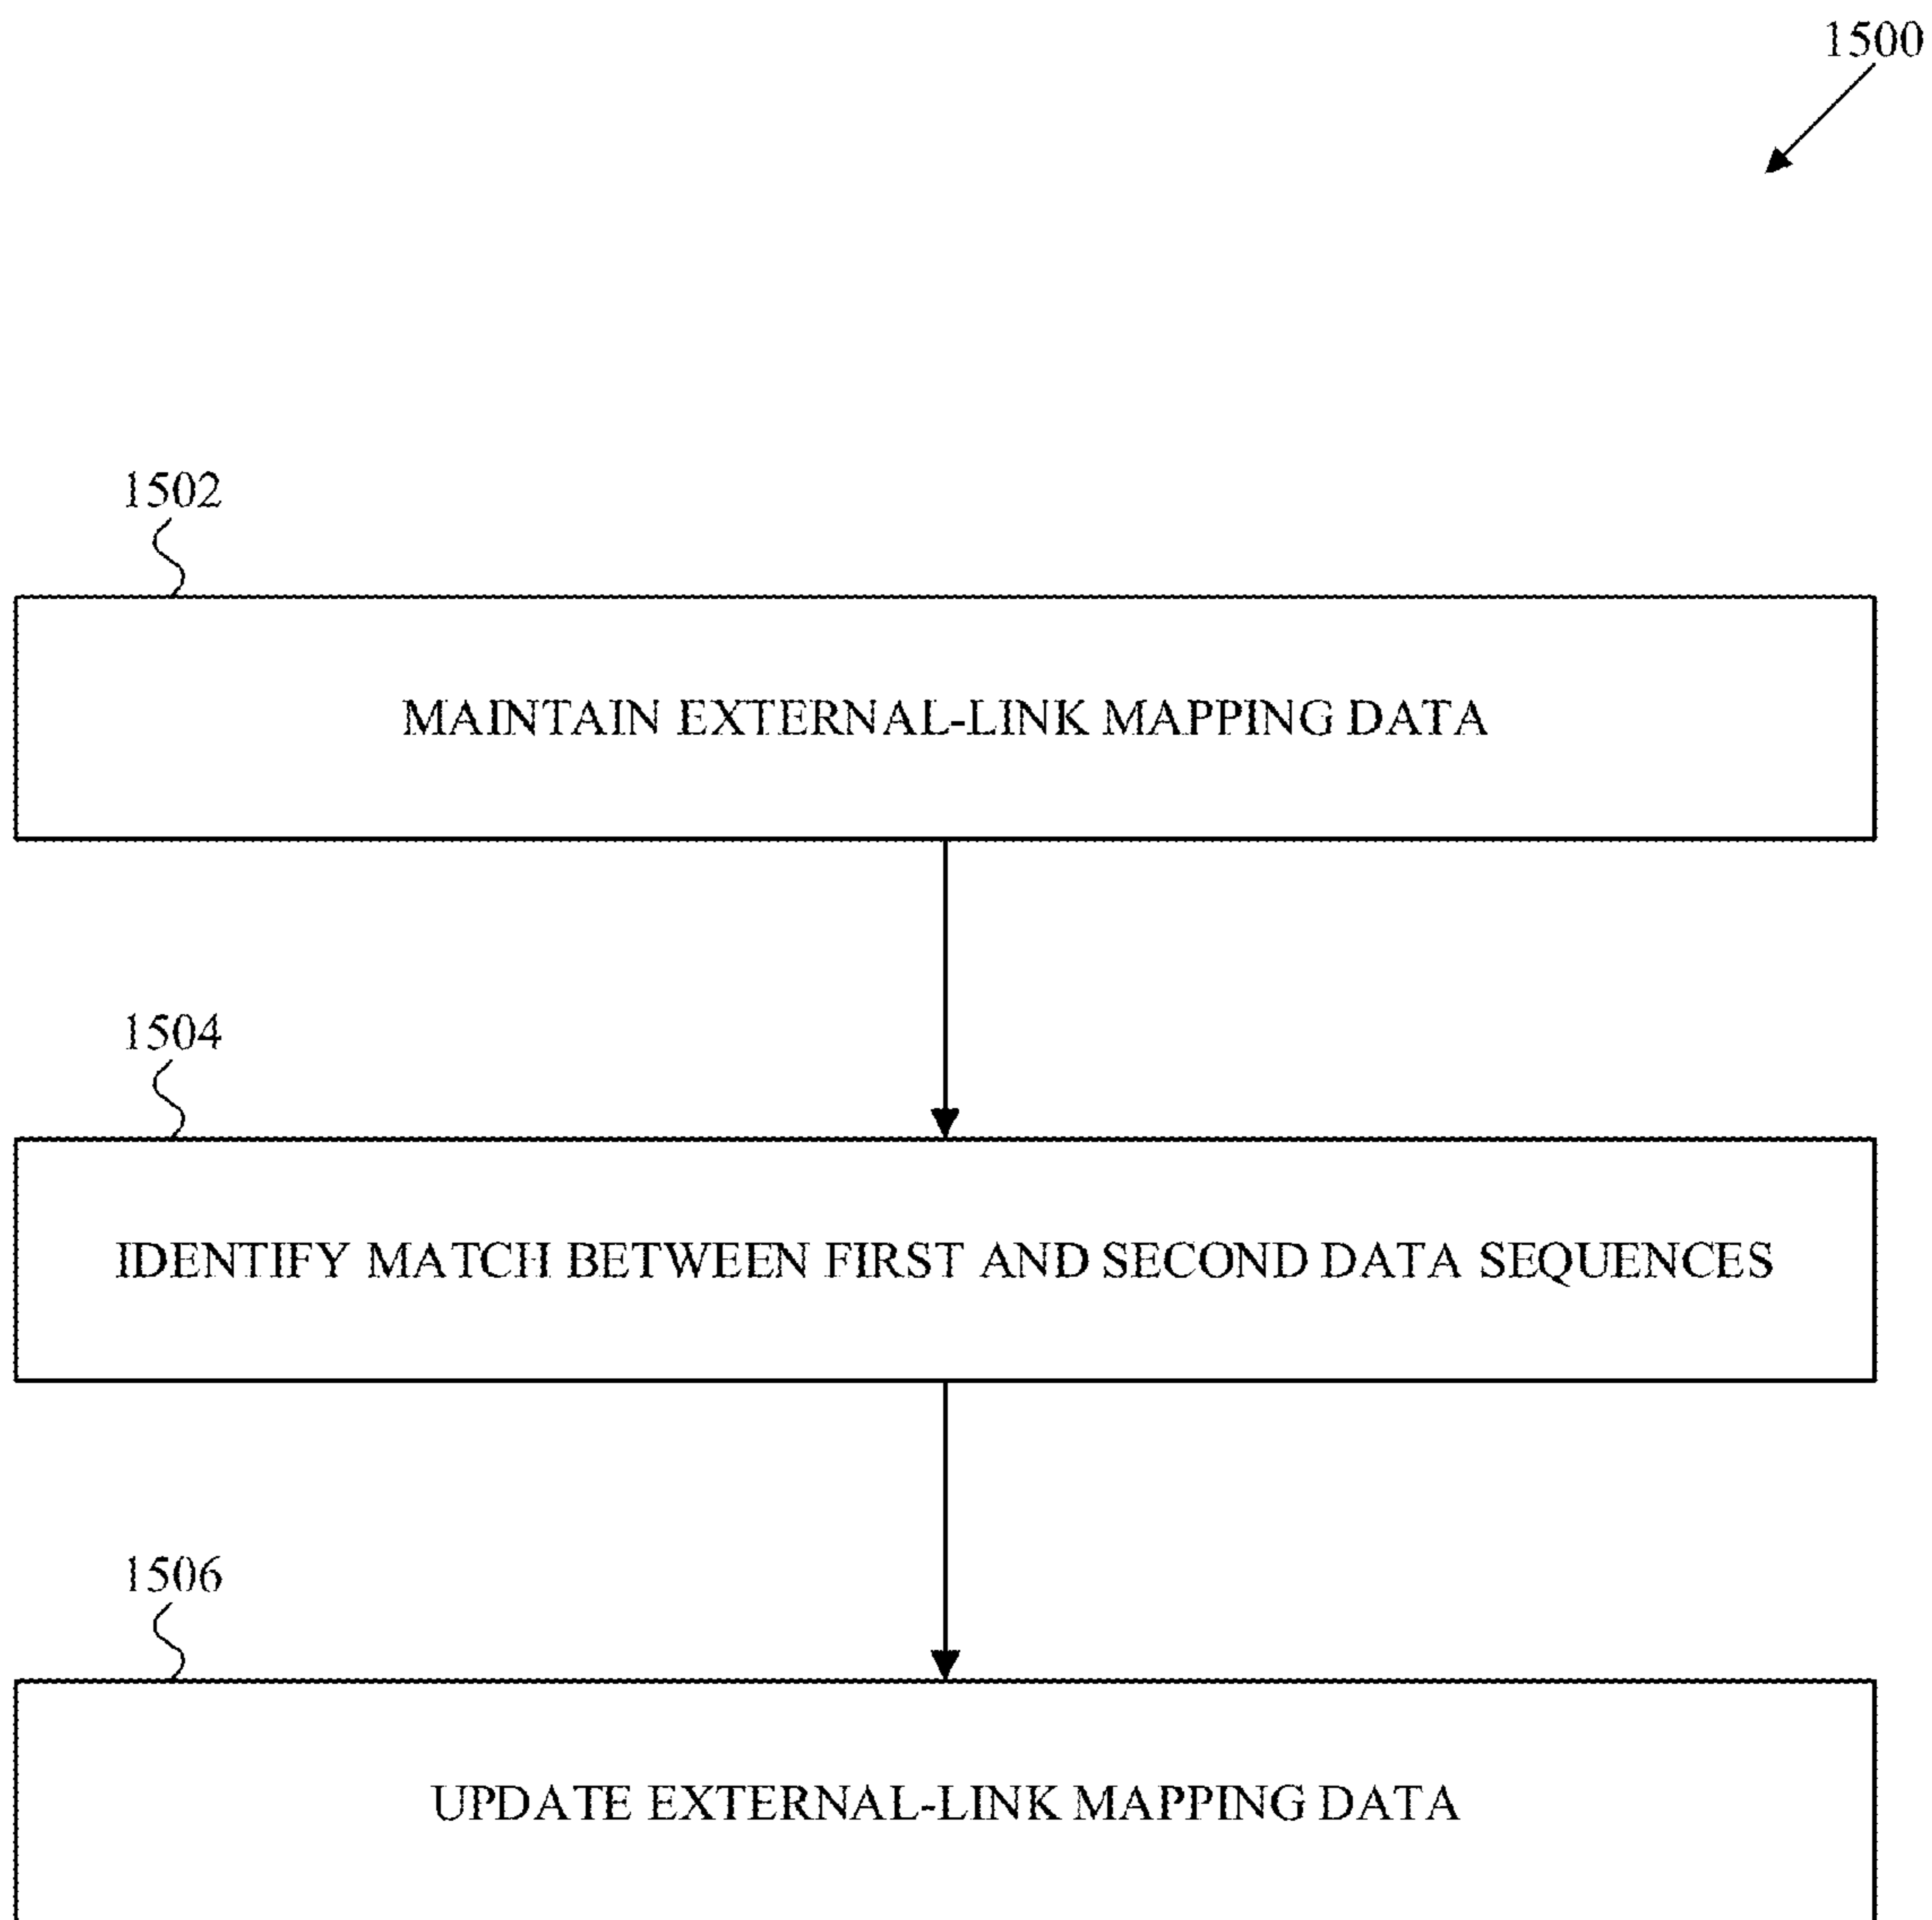 1500
1502
MAINTAIN EXTERNAL-LINK MAPPING DATA
1504
IDENTIFY MATCH BETWEEN FIRST AND SECOND DATA SEQUENCES
1506
UPDATE EXTERNAL-LINK MAPPING DATA